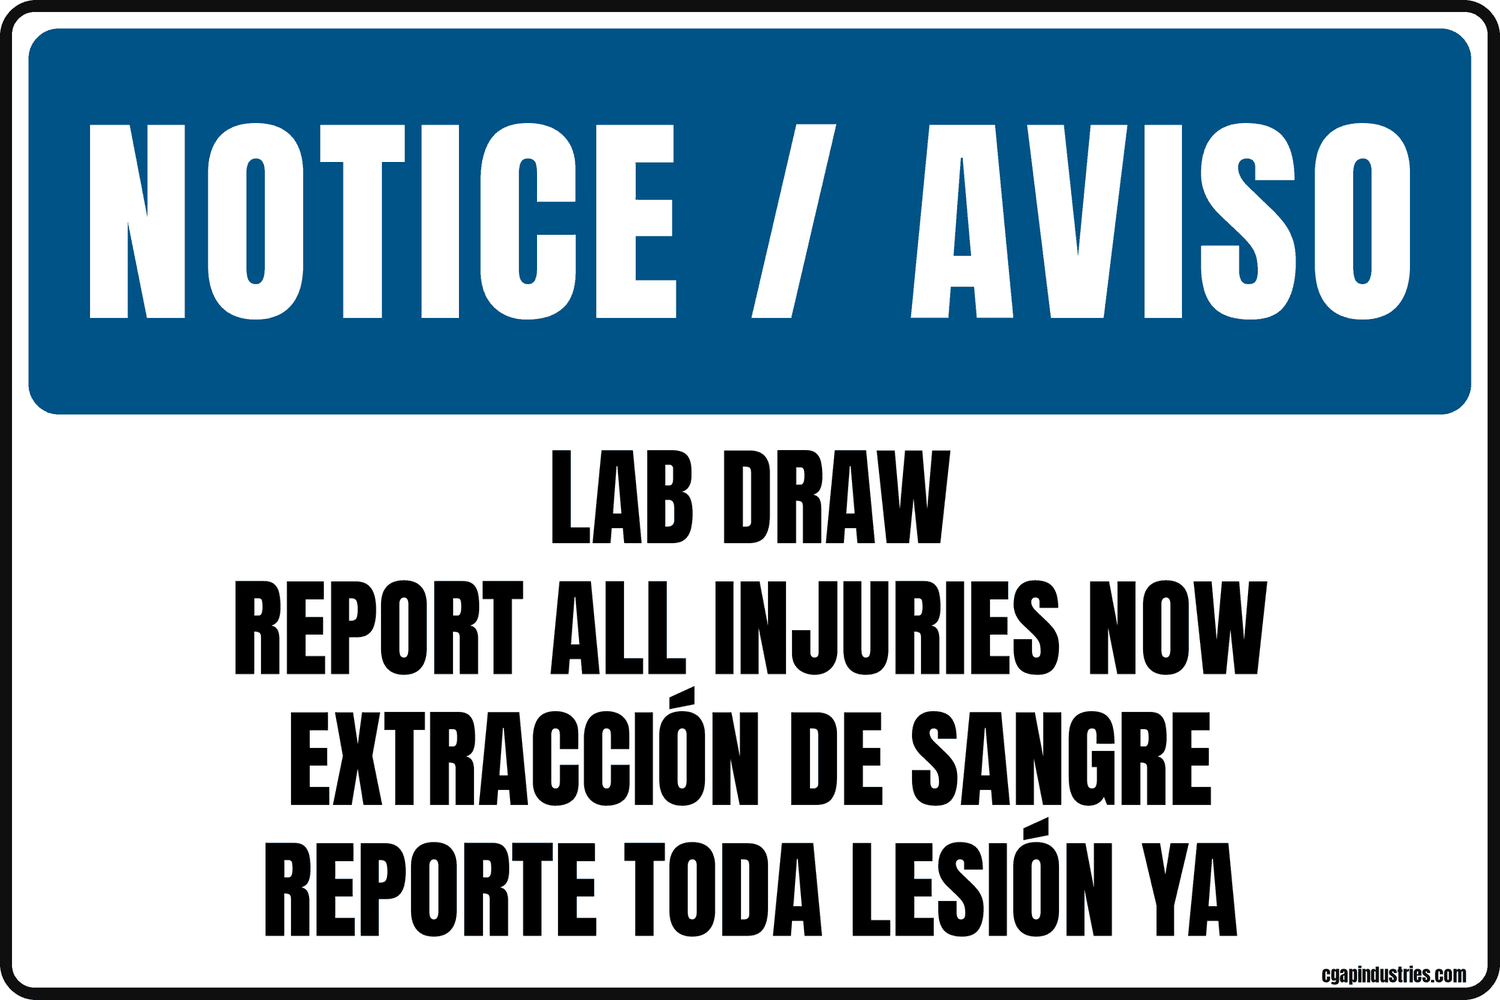 NOTICE / AVISO
LAB DRAW
REPORT ALL INJURIES NOW
EXTRACCIÓN DE SANGRE
REPORTE TODA LESIÓN YA
cgapindustries.com